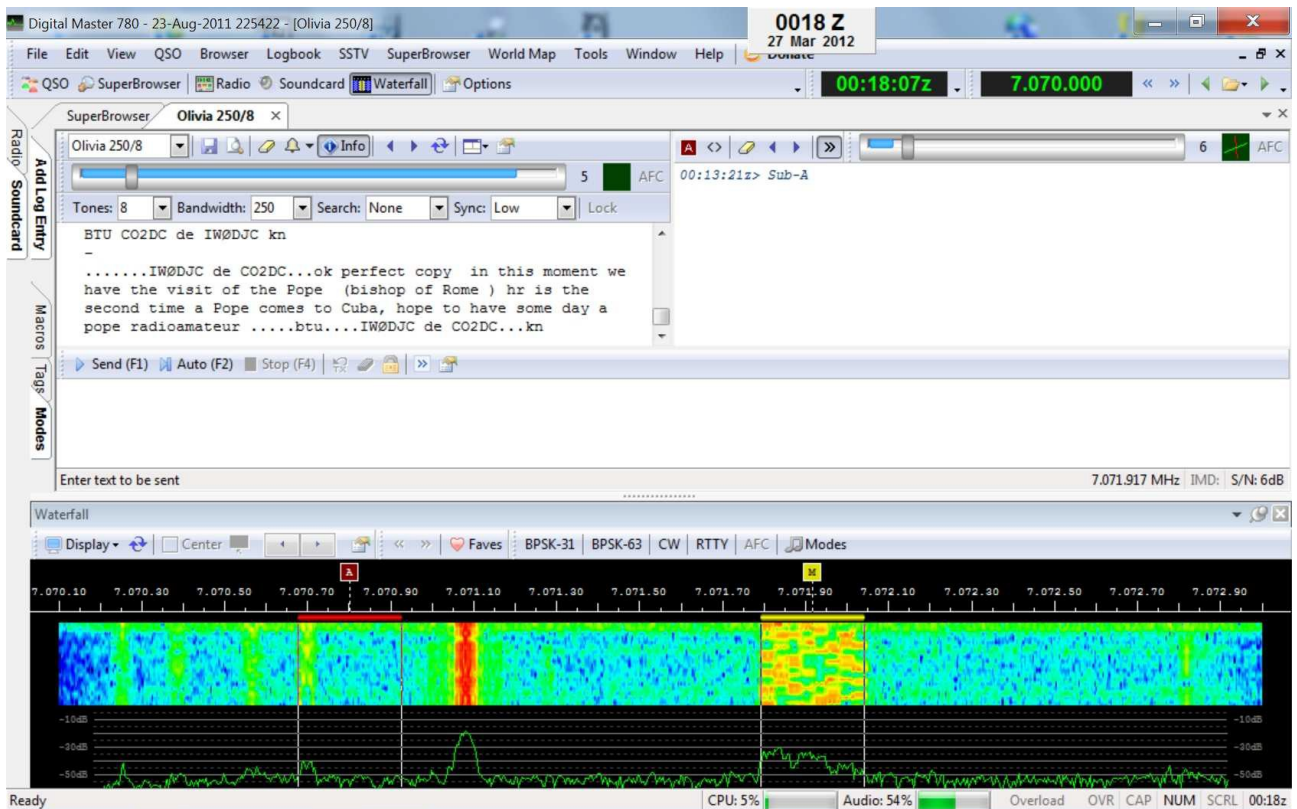 Digital Master 780 - 23-Aug-2011 225422 - [Olivia 250/8]
0018 Z
27 Mar 2012
File Edit View QSO Browser Logbook SSTV SuperBrowser World Map Tools Window Help
QSO SuperBrowser Radio Soundcard Waterfall Options 00:18:07z 7.070.000
SuperBrowser Olivia 250/8
Radio Soundcard
Add Log Entry
Macros Tags Modes
Olivia 250/8 Info
A <> 6 AFC
5 AFC
00:13:21z> Sub-A
Tones: 8 Bandwidth: 250 Search: None Sync: Low Lock
BTU CO2DC de IWØDJC kn
-
.......IWØDJC de CO2DC...ok perfect copy in this moment we
have the visit of the Pope (bishop of Rome ) hr is the
second time a Pope comes to Cuba, hope to have some day a
pope radioamateur .....btu....IWØDJC de CO2DC...kn
Send (F1) Auto (F2) Stop (F4) TX
Enter text to be sent 7.071.917 MHz IMD: S/N: 6dB
Waterfall
Display Center Faves BPSK-31 BPSK-63 CW RTTY AFC Modes
A M
7.070.10 7.070.30 7.070.50 7.070.70 7.070.90 7.071.10 7.071.30 7.071.50 7.071.70 7.071.90 7.072.10 7.072.30 7.072.50 7.072.70 7.072.90
-10dB -10dB
-30dB -30dB
-50dB -50dB
Ready CPU: 5% Audio: 54% Overload OVR CAP NUM SCRL 00:18z